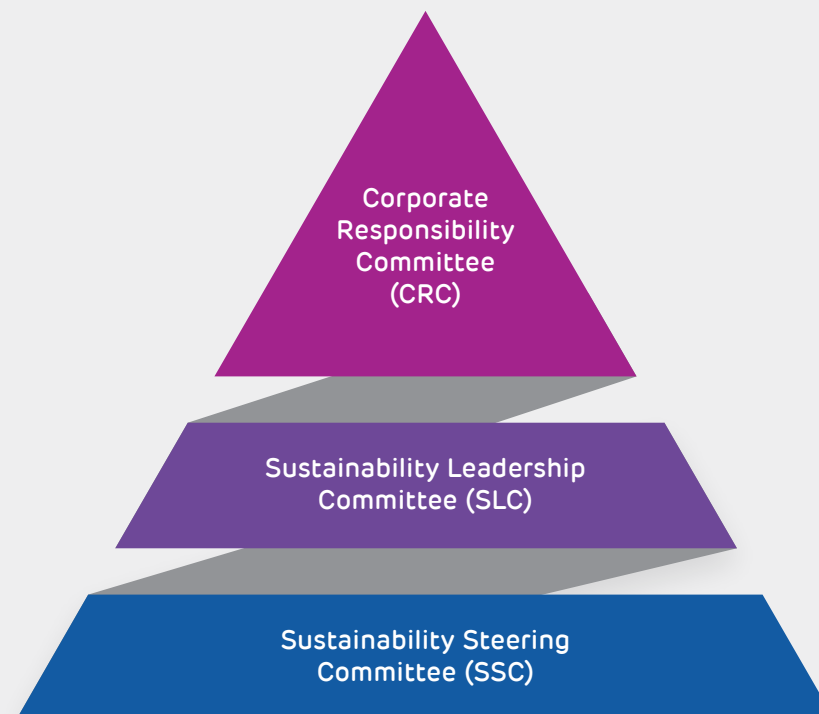 Corporate
Responsibility
Committee
(CRC)
Sustainability Leadership
Committee (SLC)
Sustainability Steering
Committee (SSC)